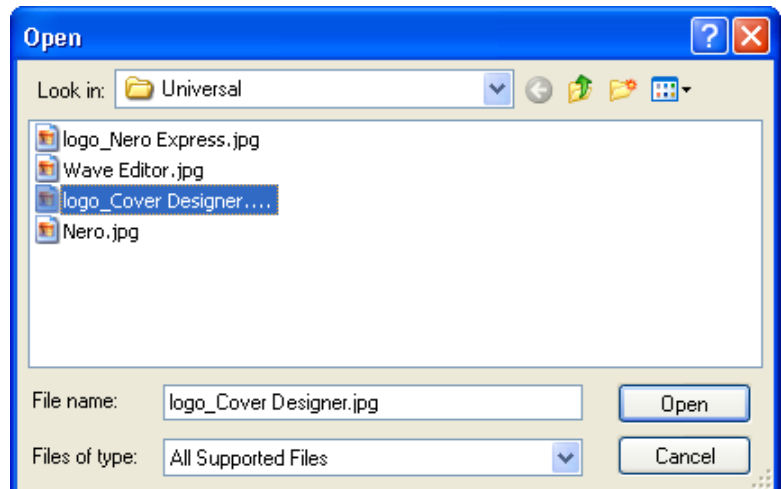 Open
Look in: Universal
logo_Nero Express.jpg
Wave Editor.jpg
logo_Cover Designer....
Nero.jpg
File name: logo_Cover Designer.jpg Open
Files of type: All Supported Files Cancel